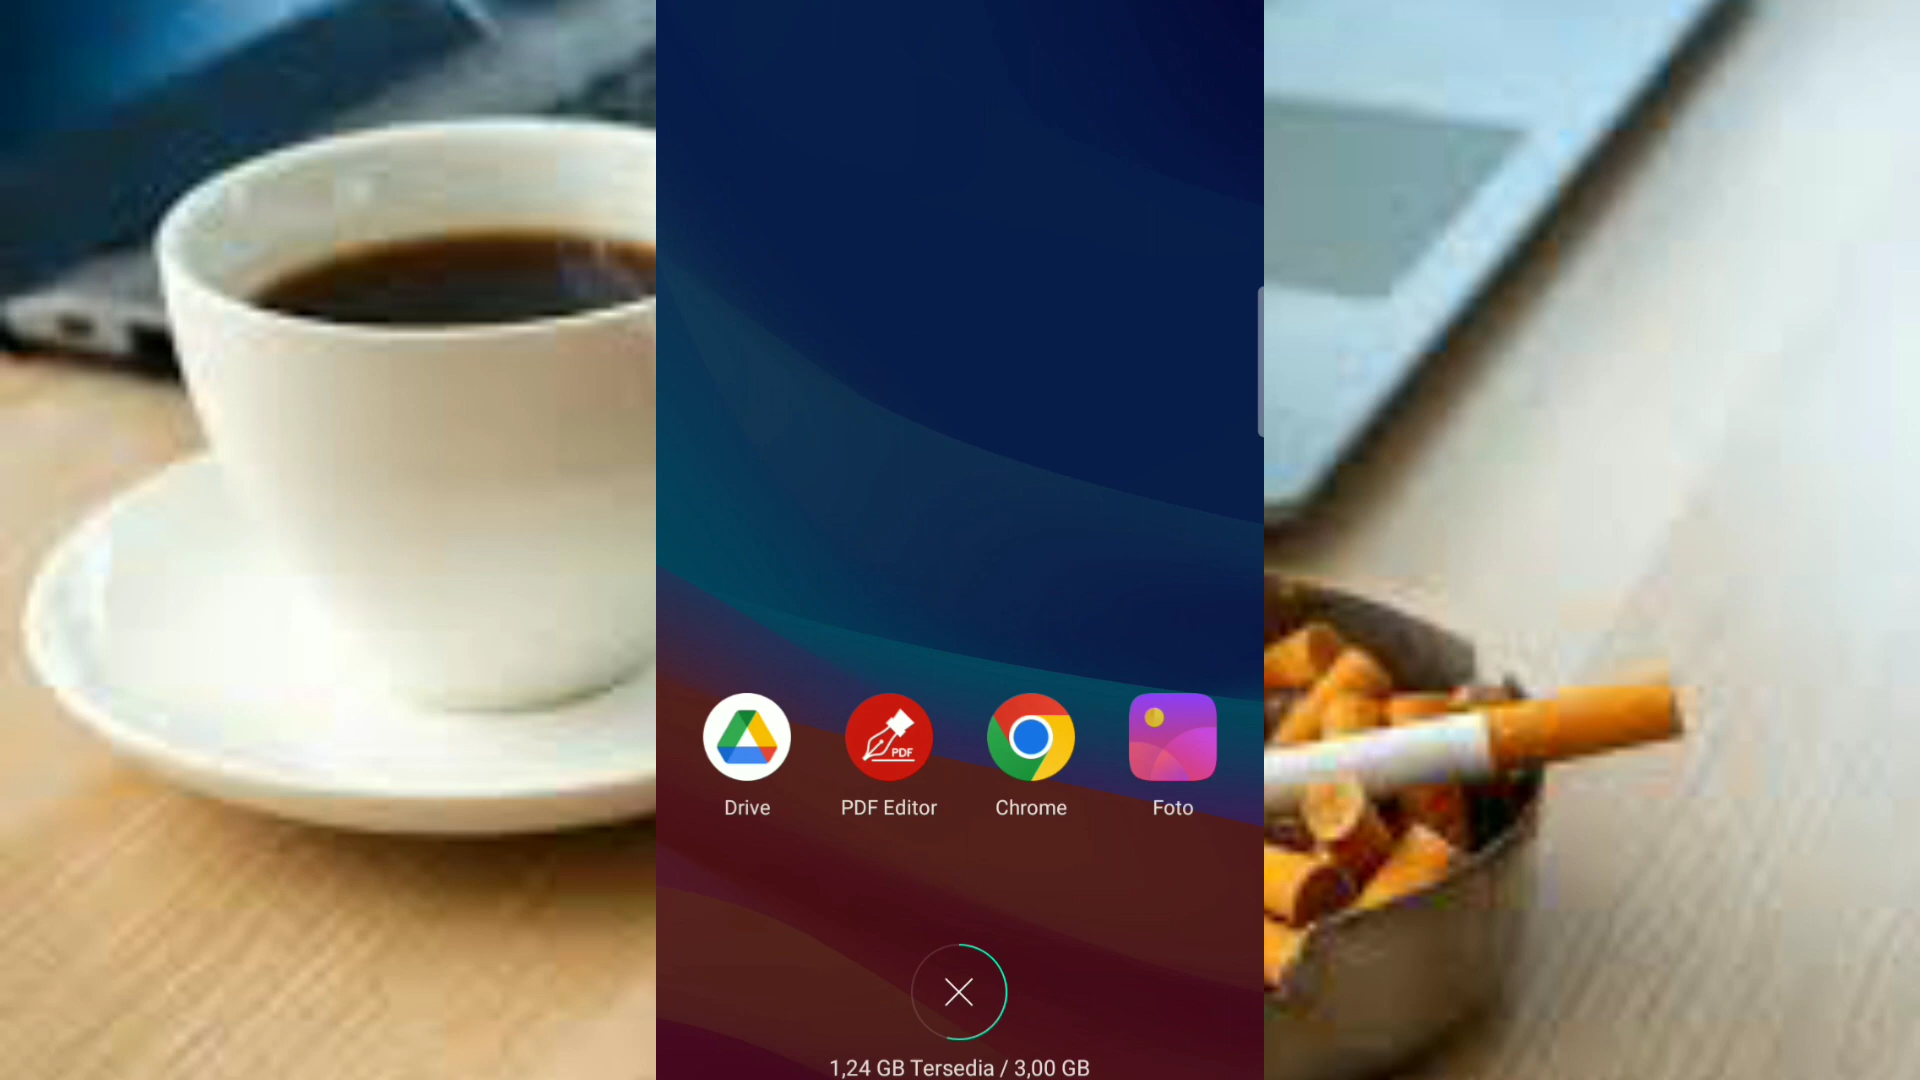 PDF
Drive
PDF Editor
Chrome
Foto
1,24 GB Tersedia / 3,00 GB